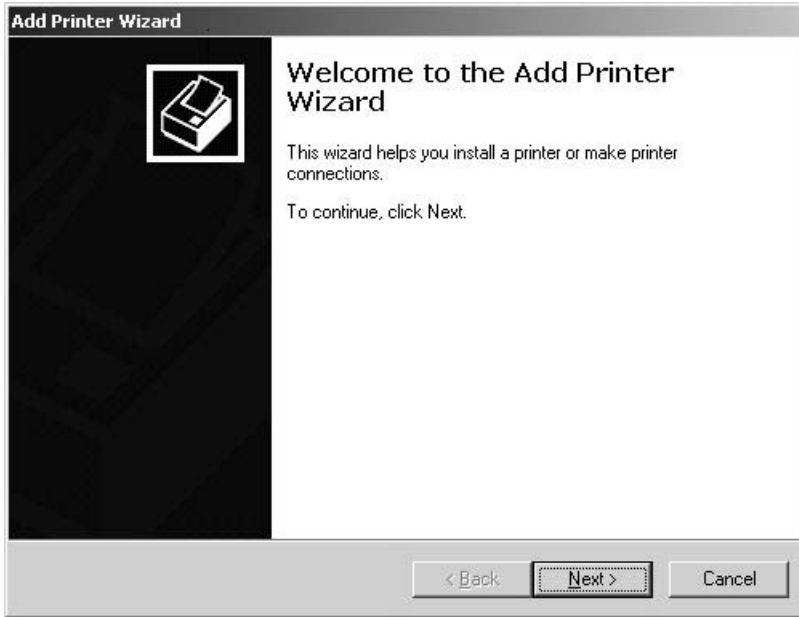 Add Printer Wizard
Welcome to the Add Printer
Wizard
This wizard helps you install a printer or make printer
connections.
To continue, click Next.
< Back
Next >
Cancel